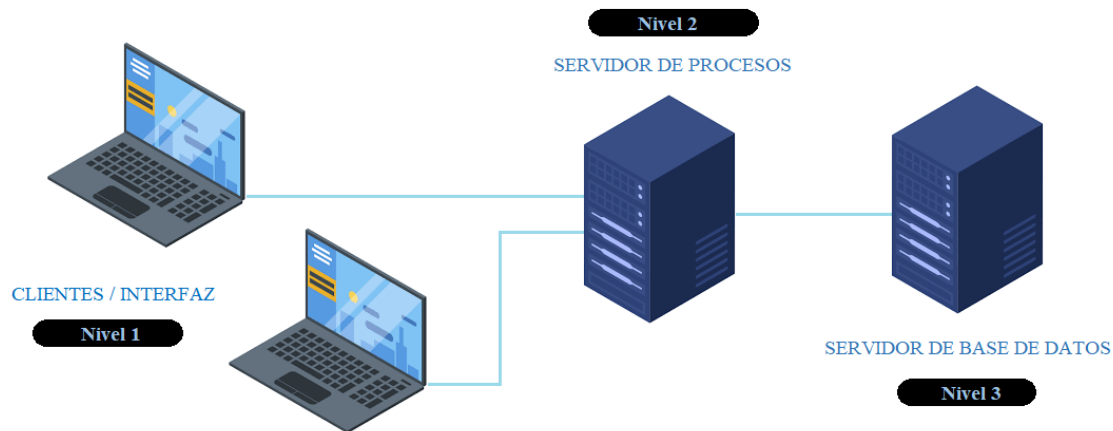 Nivel 2
SERVIDOR DE PROCESOS
CLIENTES / INTERFAZ
Nivel 1
SERVIDOR DE BASE DE DATOS
Nivel 3